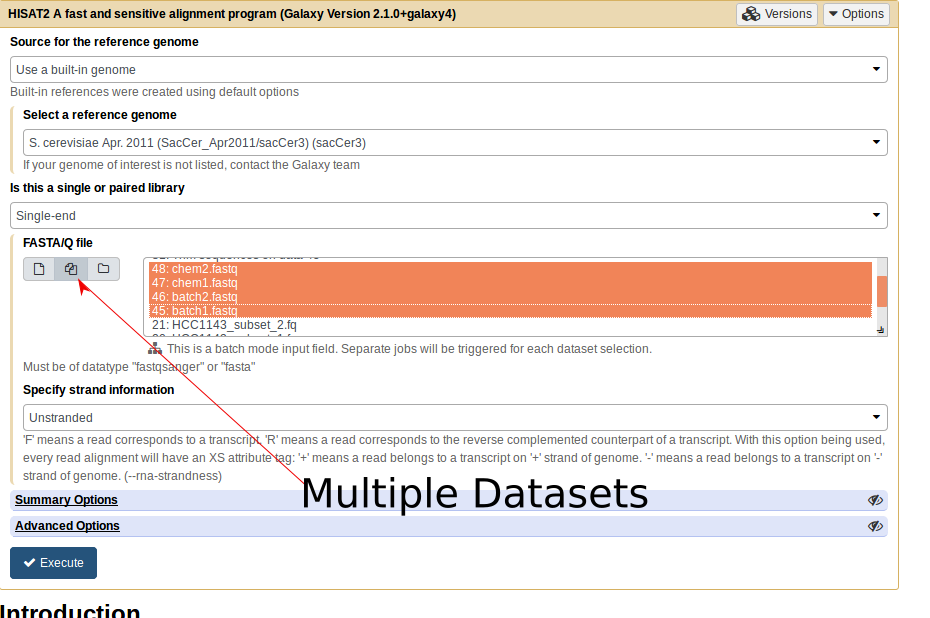 HISAT2 A fast and sensitive alignment program (Galaxy Version 2.1.0+galaxy4)
Versions
Options
Source for the reference genome
Use a built-in genome
Built-in references were created using default options
Select a reference genome
S. cerevisiae Apr. 2011 (SacCer_Apr2011/sacCer3) (sacCer3)
If your genome of interest is not listed, contact the Galaxy team
Is this a single or paired library
Single-end
FASTA/Q file
48: chem2.fastq
47: chem1.fastq
46: batch2.fastq
45: batch1.fastq
21: HCC1143_subset_2.fq
This is a batch mode input field. Separate jobs will be triggered for each dataset selection.
Must be of datatype "fastqsanger" or "fasta"
Specify strand information
Unstranded
'F' means a read corresponds to a transcript. 'R' means a read corresponds to the reverse complemented counterpart of a transcript. With this option being used,
every read alignment will have an XS attribute tag: '+' means a read belongs to a transcript on '+' strand of genome. '-' means a read belongs to a transcript on '-'
strand of genome. (--rna-strandness)
Multiple Datasets
Summary Options
Advanced Options
Execute
Introduction